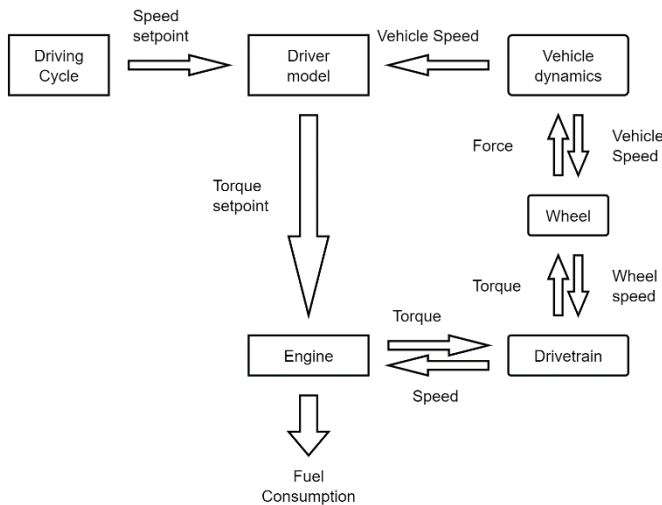 Speed
setpoint
Driving
Cycle
Driver
model
Vehicle Speed
Vehicle
dynamics
Force
Vehicle
Speed
Torque
setpoint
Wheel
Torque
Wheel
speed
Engine
Torque
Speed
Drivetrain
Fuel
Consumption